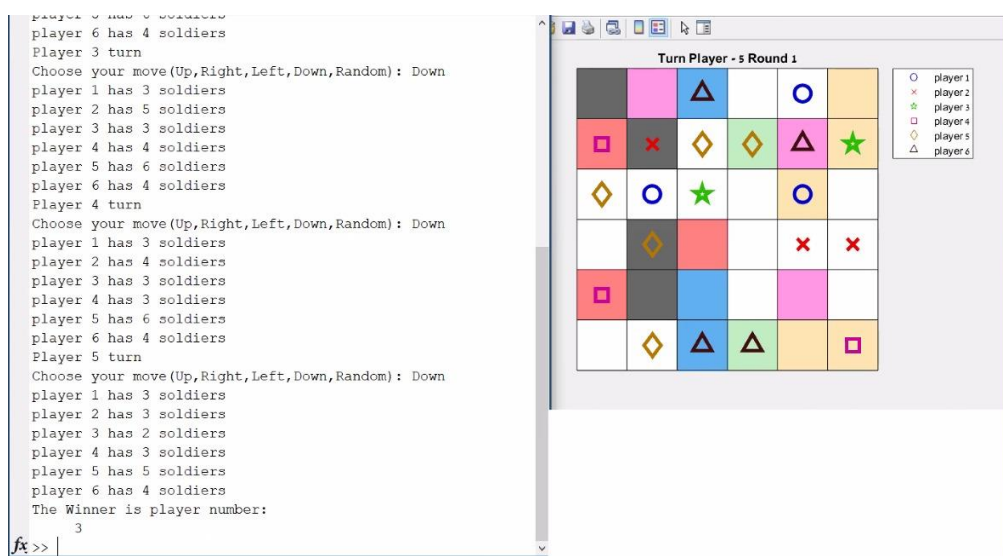 player 6 has 4 soldiers
Player 3 turn
Choose your move(Up,Right,Left,Down,Random): Down
player 1 has 3 soldiers
player 2 has 5 soldiers
player 3 has 3 soldiers
player 4 has 4 soldiers
player 5 has 6 soldiers
player 6 has 4 soldiers
Player 4 turn
Choose your move(Up,Right,Left,Down,Random): Down
player 1 has 3 soldiers
player 2 has 4 soldiers
player 3 has 3 soldiers
player 4 has 3 soldiers
player 5 has 6 soldiers
player 6 has 4 soldiers
Player 5 turn
Choose your move(Up,Right,Left,Down,Random): Down
player 1 has 3 soldiers
player 2 has 3 soldiers
player 3 has 2 soldiers
player 4 has 3 soldiers
player 5 has 5 soldiers
player 6 has 4 soldiers
The Winner is player number:
3
fx >>
Turn Player - 5 Round 1
player 1
player 2
player 3
player 4
player 5
player 6